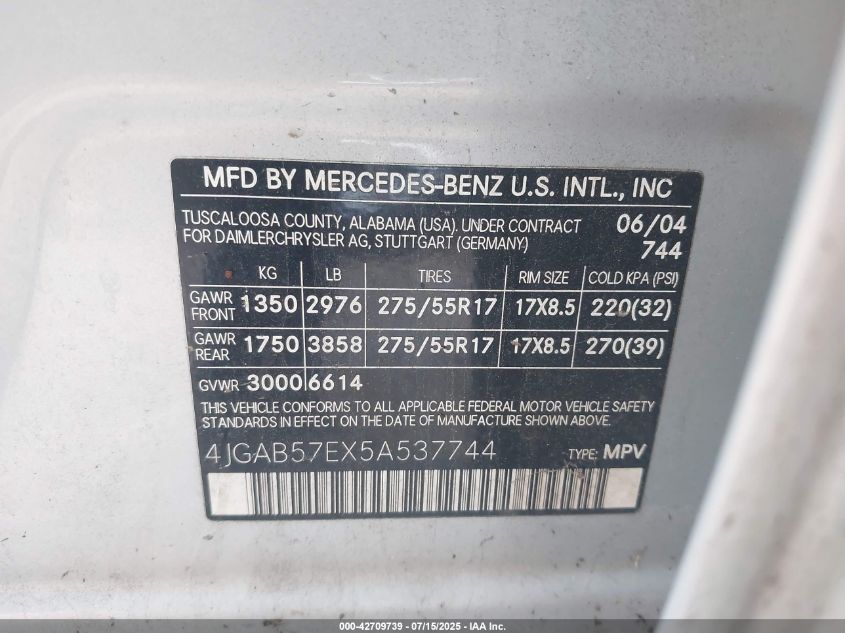 MFD BY MERCEDES-BENZ U.S. INTL., INC
TUSCALOOSA COUNTY, ALABAMA (USA). UNDER CONTRACT 06/04
FOR DAIMLERCHRYSLER AG, STUTTGART (GERMANY) 744
KG LB TIRES RIM SIZE COLD KPA (PSI)
GAWR FRONT 1350 2976 275/55R17 17X8.5 220(32)
GAWR REAR 1750 3858 275/55R17 17X8.5 270(39)
GVWR 3000 6614
THIS VEHICLE CONFORMS TO ALL APPLICABLE FEDERAL MOTOR VEHICLE SAFETY
STANDARDS IN EFFECT ON THE DATE OF MANUFACTURE SHOWN ABOVE.
4JGAB57EX5A537744 TYPE: MPV
000-42709739 - 07/15/2025 - IAA Inc.